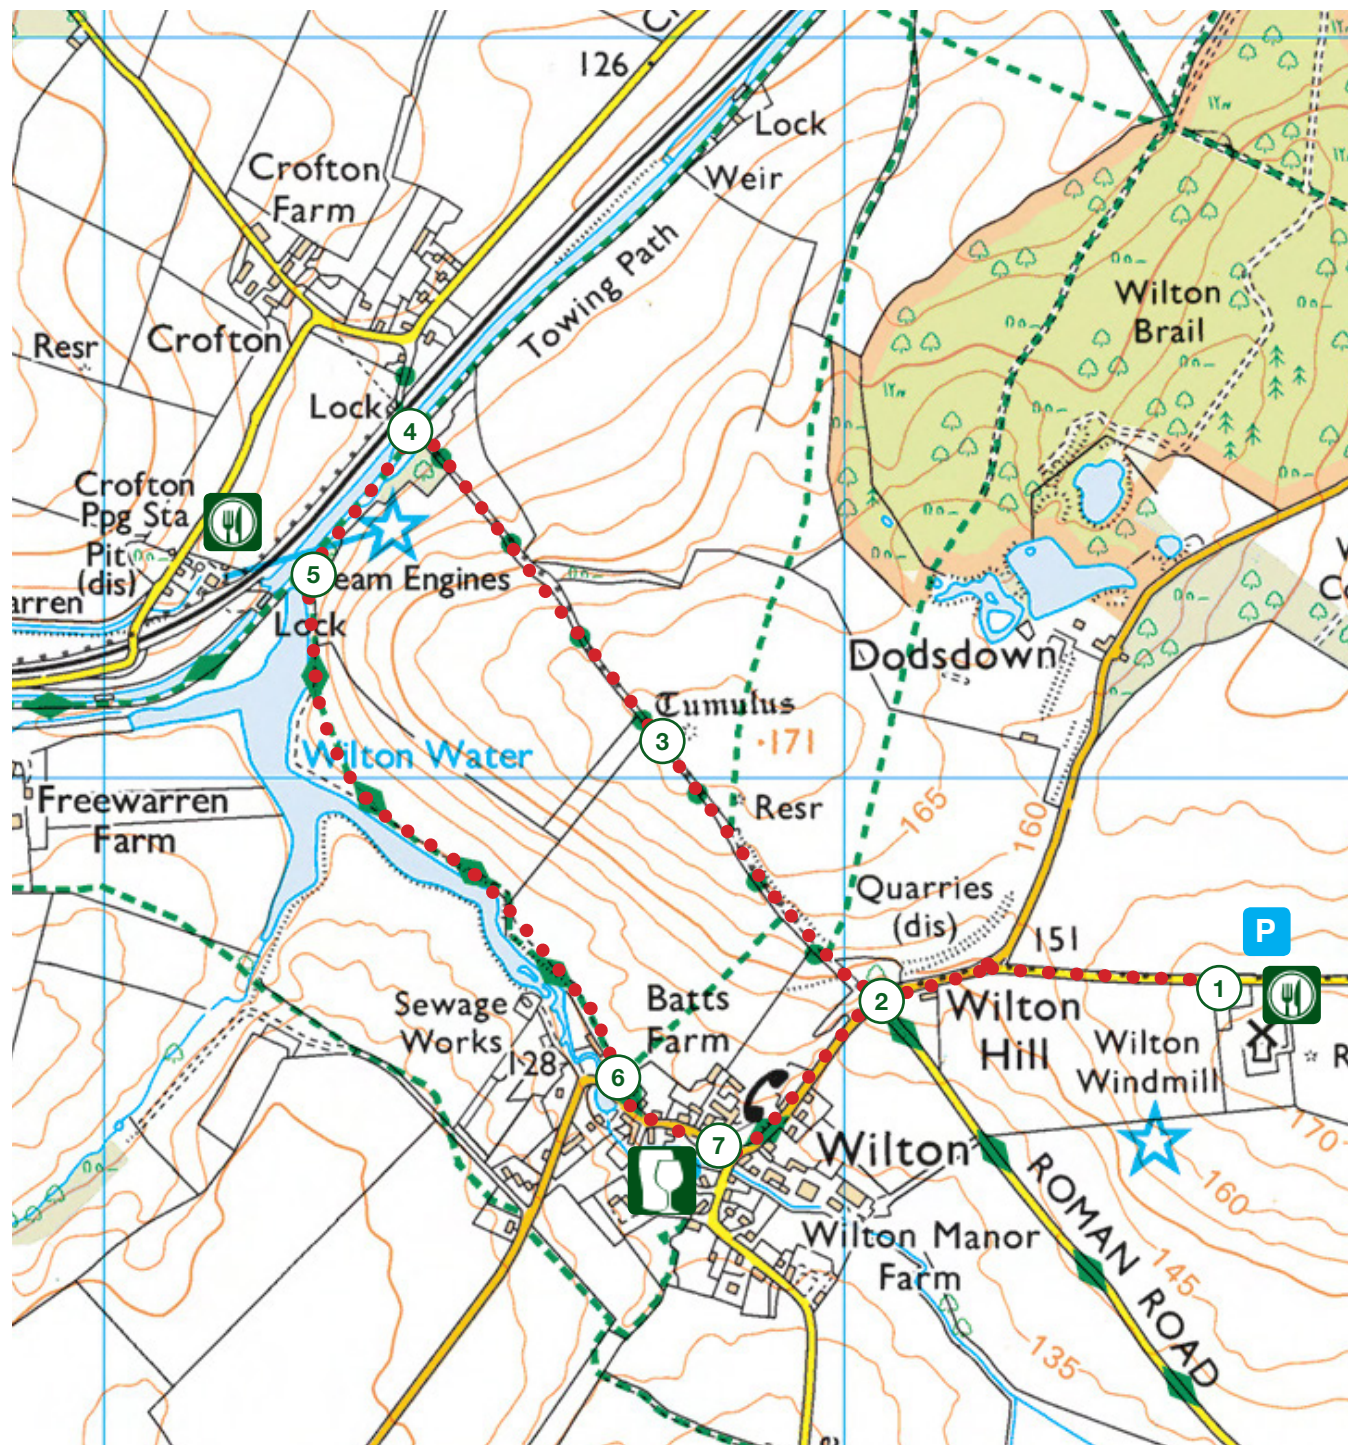 126
Lock
Weir
Crofton
Farm
Towing Path
Wilton
Brail
Resr
Crofton
Lock
4
Crofton
Ppg Sta
Pit
(dis)
5
eam Engines
arren
Lock
Dodsdown
Tumulus
3
171
Wilton Water
Resr
165
160
Freewarren
Farm
Quarries
(dis)
151
P
2
1
Sewage
Works
Batts
Farm
Wilton
Hill
Wilton
Windmill
R
128
6
7
Wilton
170
160
ROMAN ROAD
Wilton Manor
Farm
145
135